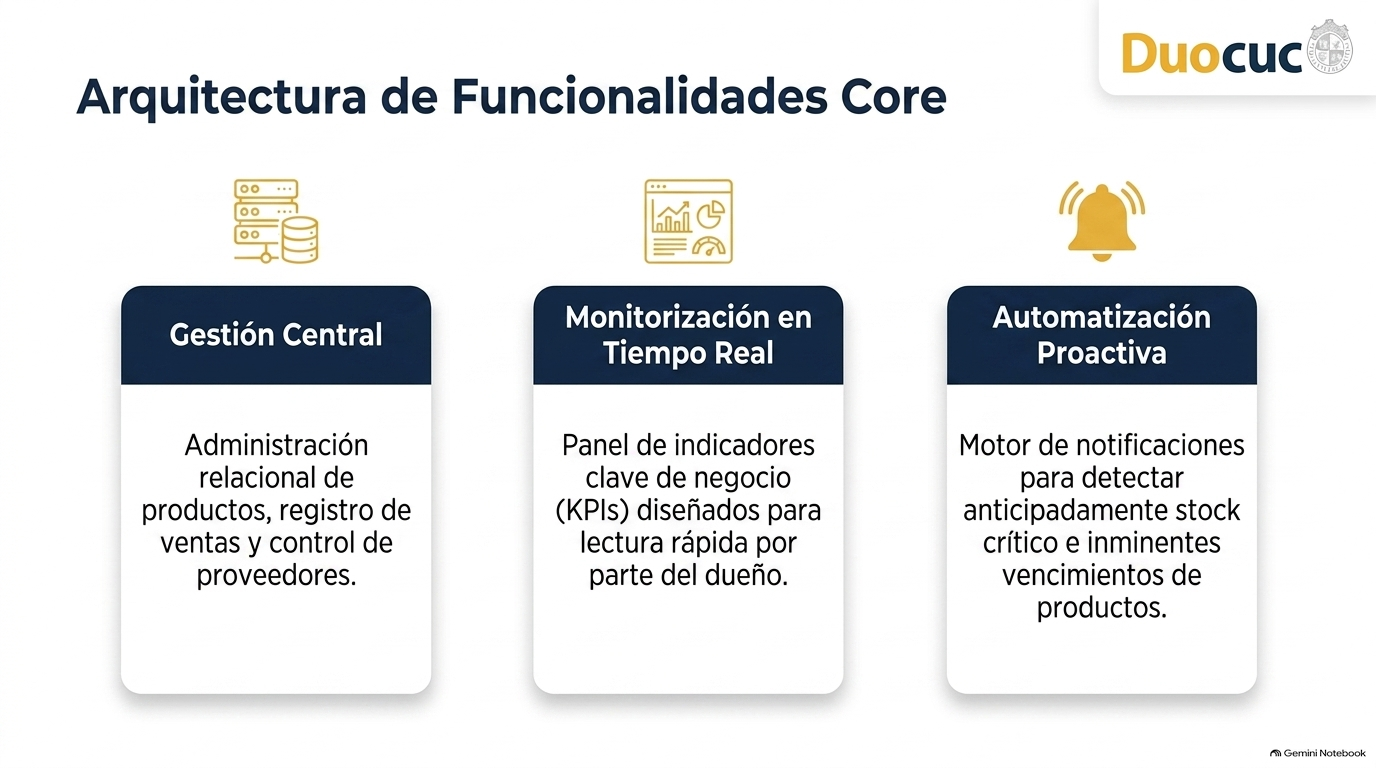 Duocuc
Arquitectura de Funcionalidades Core
Gestión Central
Administración
relacional de
productos, registro de
ventas y control de
proveedores.
Monitorización en
Tiempo Real
Panel de indicadores
clave de negocio
(KPIs) diseñados para
lectura rápida por
parte del dueño.
Automatización
Proactiva
Motor de notificaciones
para detectar
anticipadamente stock
crítico e inminentes
vencimientos de
productos.
Gemini Notebook